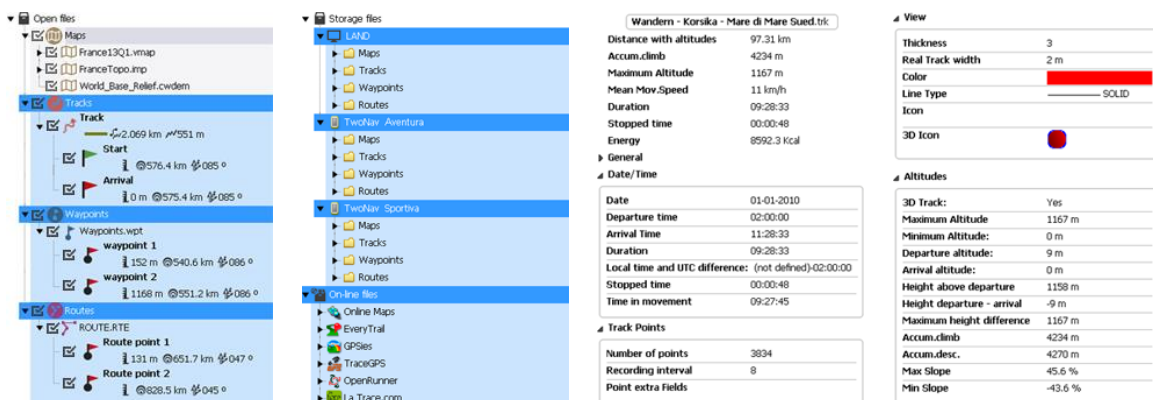 Open files
Maps
France13Q1.vmap
FranceTopo.imp
World_Base_Relief.cwdem
Tracks
Track
2.069 km 551 m
Start
576.4 km 085 º
Arrival
0 m 575.4 km 085 º
Waypoints
Waypoints.wpt
waypoint 1
152 m 540.6 km 086 º
waypoint 2
1168 m 551.2 km 086 º
Routes
ROUTE.RTE
Route point 1
131 m 651.7 km 047 º
Route point 2
828.5 km 045 º
Storage files
LAND
Maps
Tracks
Waypoints
Routes
TwoNav Aventura
Maps
Tracks
Waypoints
Routes
TwoNav Sportiva
Maps
Tracks
Waypoints
Routes
On-line files
Online Maps
EveryTrail
GPSies
TraceGPS
OpenRunner
La Trace.com
Wandern - Korsika - Mare di Mare Sued.trk
Distance with altitudes 97.31 km
Accum.climb 4234 m
Maximum Altitude 1167 m
Mean Mov.Speed 11 km/h
Duration 09:28:33
Stopped time 00:00:48
Energy 8592.3 Kcal
General
Date/Time
Date 01-01-2010
Departure time 02:00:00
Arrival Time 11:28:33
Duration 09:28:33
Local time and UTC difference: (not defined)-02:00:00
Stopped time 00:00:48
Time in movement 09:27:45
Track Points
Number of points 3834
Recording interval 8
Point extra Fields
View
Thickness 3
Real Track width 2 m
Color
Line Type SOLID
Icon
3D Icon
Altitudes
3D Track: Yes
Maximum Altitude 1167 m
Minimum Altitude: 0 m
Departure altitude: 9 m
Arrival altitude: 0 m
Height above departure 1158 m
Height departure - arrival -9 m
Maximum height difference 1167 m
Accum.climb 4234 m
Accum.desc. 4270 m
Max Slope 45.6 %
Min Slope -43.6 %